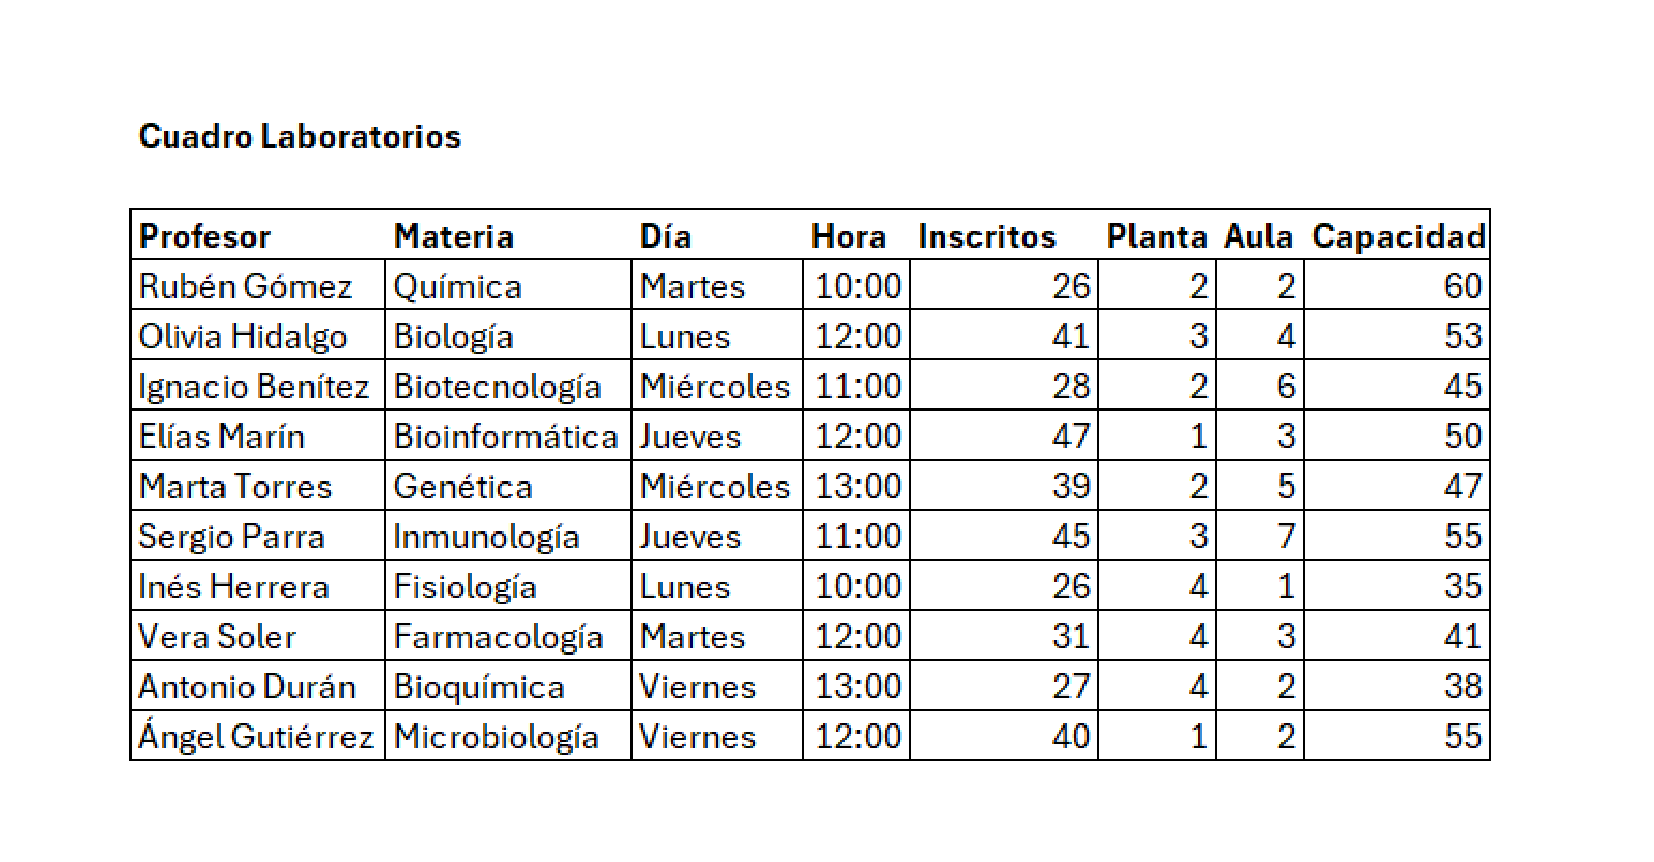 Cuadro Laboratorios
Profesor Materia Día Hora Inscritos Planta Aula Capacidad
Rubén Gómez Química Martes 10:00 26 2 2 60
Olivia Hidalgo Biología Lunes 12:00 41 3 4 53
Ignacio Benítez Biotecnología Miércoles 11:00 28 2 6 45
Elías Marín Bioinformática Jueves 12:00 47 1 3 50
Marta Torres Genética Miércoles 13:00 39 2 5 47
Sergio Parra Inmunología Jueves 11:00 45 3 7 55
Inés Herrera Fisiología Lunes 10:00 26 4 1 35
Vera Soler Farmacología Martes 12:00 31 4 3 41
Antonio Durán Bioquímica Viernes 13:00 27 4 2 38
Ángel Gutiérrez Microbiología Viernes 12:00 40 1 2 55